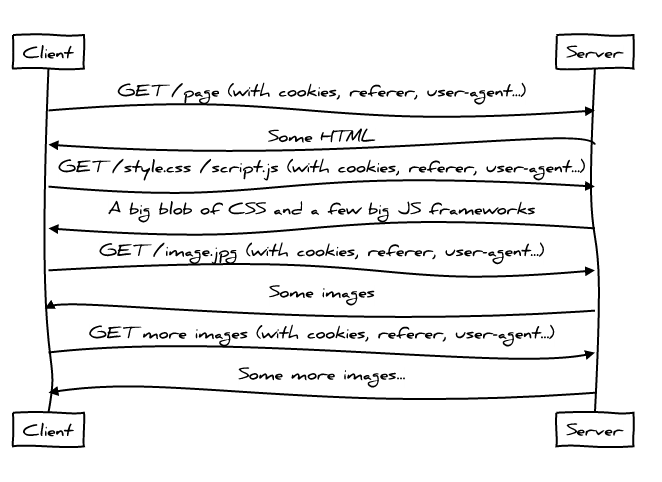 Client
Server
GET /page (with cookies, referer, user-agent...)
Some HTML
GET /style.css /script.js (with cookies, referer, user-agent...)
A big blob of CSS and a few big JS frameworks
GET /image.jpg (with cookies, referer, user-agent...)
Some images
GET more images (with cookies, referer, user-agent...)
Some more images...
Client
Server